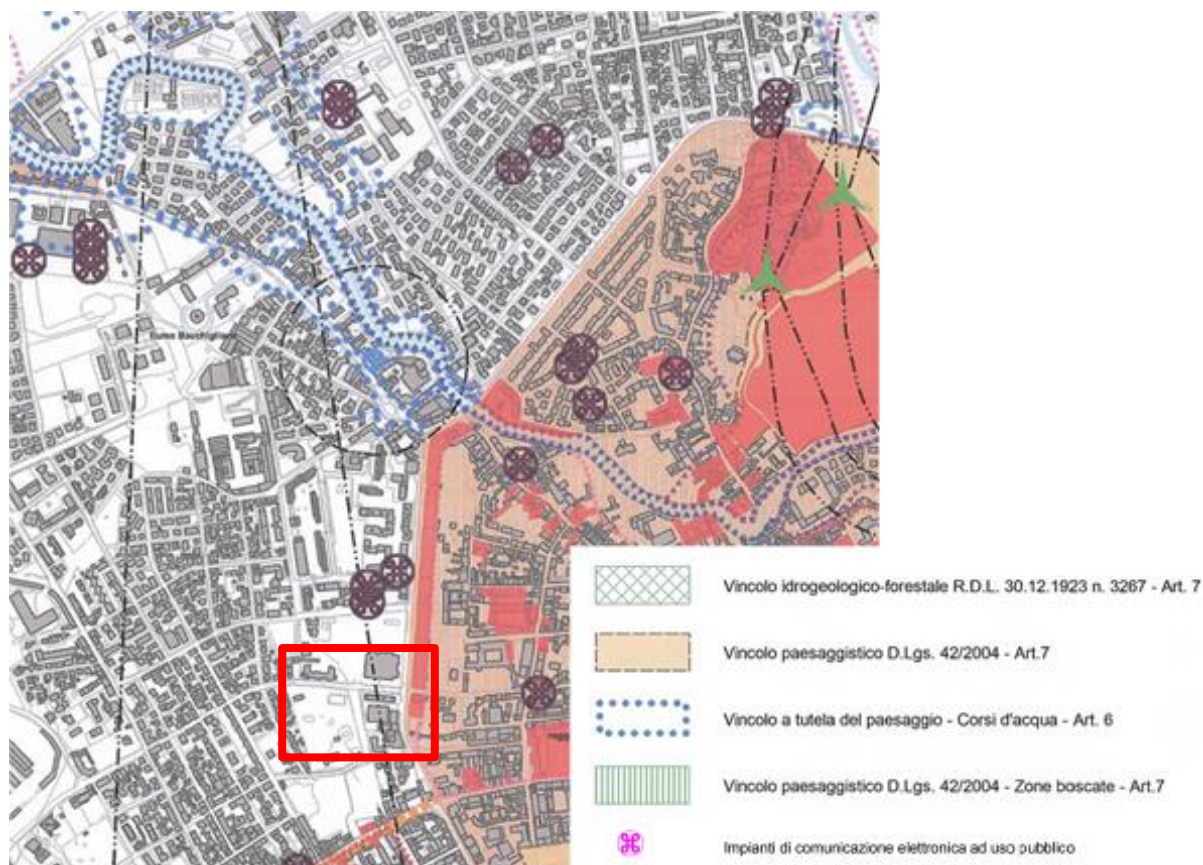 Fiume Bacchiglione
Vincolo idrogeologico-forestale R.D.L. 30.12.1923 n. 3267 - Art. 7
Vincolo paesaggistico D.Lgs. 42/2004 - Art.7
Vincolo a tutela del paesaggio - Corsi d'acqua - Art. 6
Vincolo paesaggistico D.Lgs. 42/2004 - Zone boscate - Art.7
Impianti di comunicazione elettronica ad uso pubblico